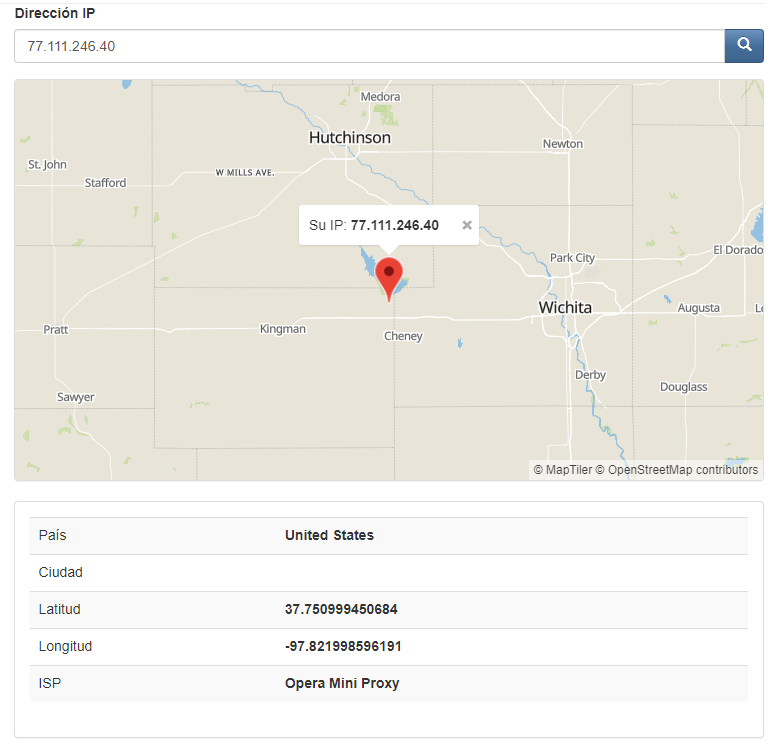 Dirección IP
77.111.246.40
Medora
Hutchinson
Newton
St. John
Stafford
W MILLS AVE.
Su IP: 77.111.246.40 ×
El Dorado
Park City
Wichita
Augusta
Pratt
Kingman
Cheney
Derby
Douglass
Sawyer
© MapTiler © OpenStreetMap contributors
País United States
Ciudad
Latitud 37.750999450684
Longitud -97.821998596191
ISP Opera Mini Proxy